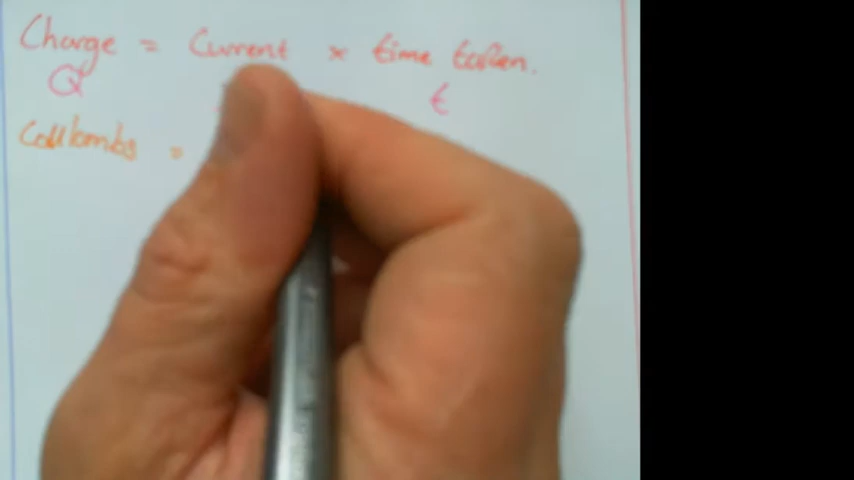 Charge = Current × time taken.
Q t
Coulombs =